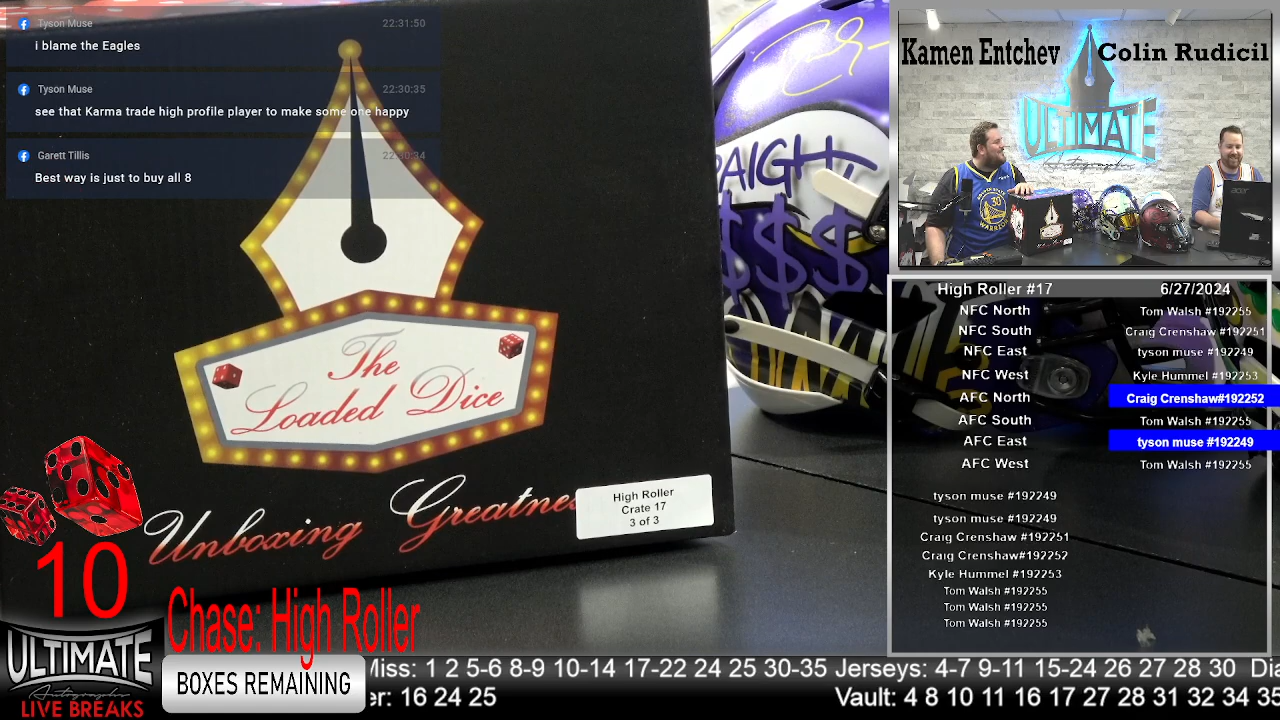 Tyson Muse 22:31:50
i blame the Eagles
Tyson Muse 22:30:35
see that Karma trade high profile player to make some one happy
Garett Tillis
Best way is just to buy all 8
The
Loaded Dice
Unboxing
High Roller
Crate 17
3 of 3
AIGH
$$$
10
Chase: High Roller
BOXES REMAINING
ULTIMATE
Autographs
LIVE BREAKS
Kamen Entchev Colin Rudicil
ULTIMATE
30
acer
High Roller #17 6/27/2024
NFC North Tom Walsh #192255
NFC South Craig Crenshaw #192251
NFC East tyson muse #192249
NFC West Kyle Hummel #192253
AFC North Craig Crenshaw#192252
AFC South Tom Walsh #192255
AFC East tyson muse #192249
AFC West Tom Walsh #192255
tyson muse #192249
tyson muse #192249
Craig Crenshaw #192251
Craig Crenshaw#192252
Kyle Hummel #192253
Tom Walsh #192255
Tom Walsh #192255
Tom Walsh #192255
Miss: 1 2 5-6 8-9 10-14 17-22 24 25 30-35 Jerseys: 4-7 9-11 15-24 26 27 28 30
er: 16 24 25 Vault: 4 8 10 11 16 17 27 28 31 32 34 35